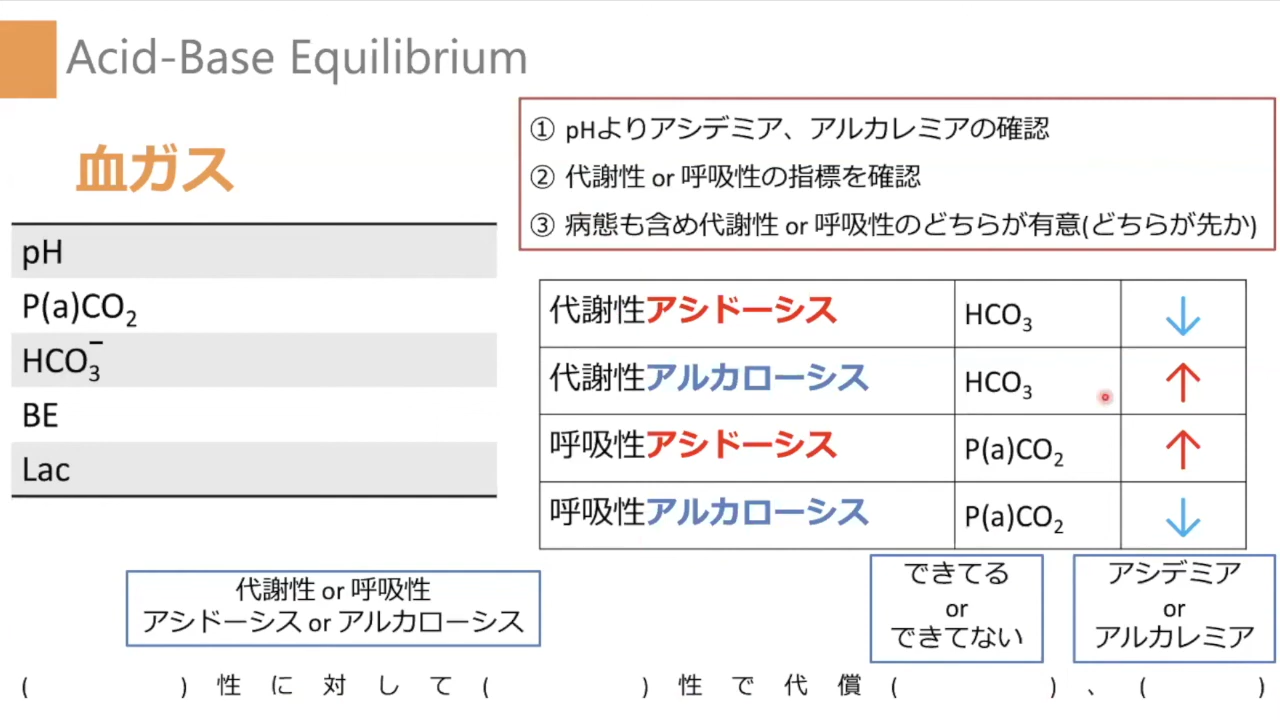 Acid-Base Equilibrium
血ガス
pH
P(a)CO₂
HCO₃⁻
BE
Lac
① pHよりアシデミア、アルカレミアの確認
② 代謝性 or 呼吸性の指標を確認
③ 病態も含め代謝性 or 呼吸性のどちらが有意(どちらが先か)
代謝性アシドーシス HCO₃ ↓
代謝性アルカローシス HCO₃ ↑
呼吸性アシドーシス P(a)CO₂ ↑
呼吸性アルカローシス P(a)CO₂ ↓
代謝性 or 呼吸性
アシドーシス or アルカローシス
できてる
or
できてない
アシデミア
or
アルカレミア
( ) 性に対して ( ) 性で代償 ( ) 、 ( )